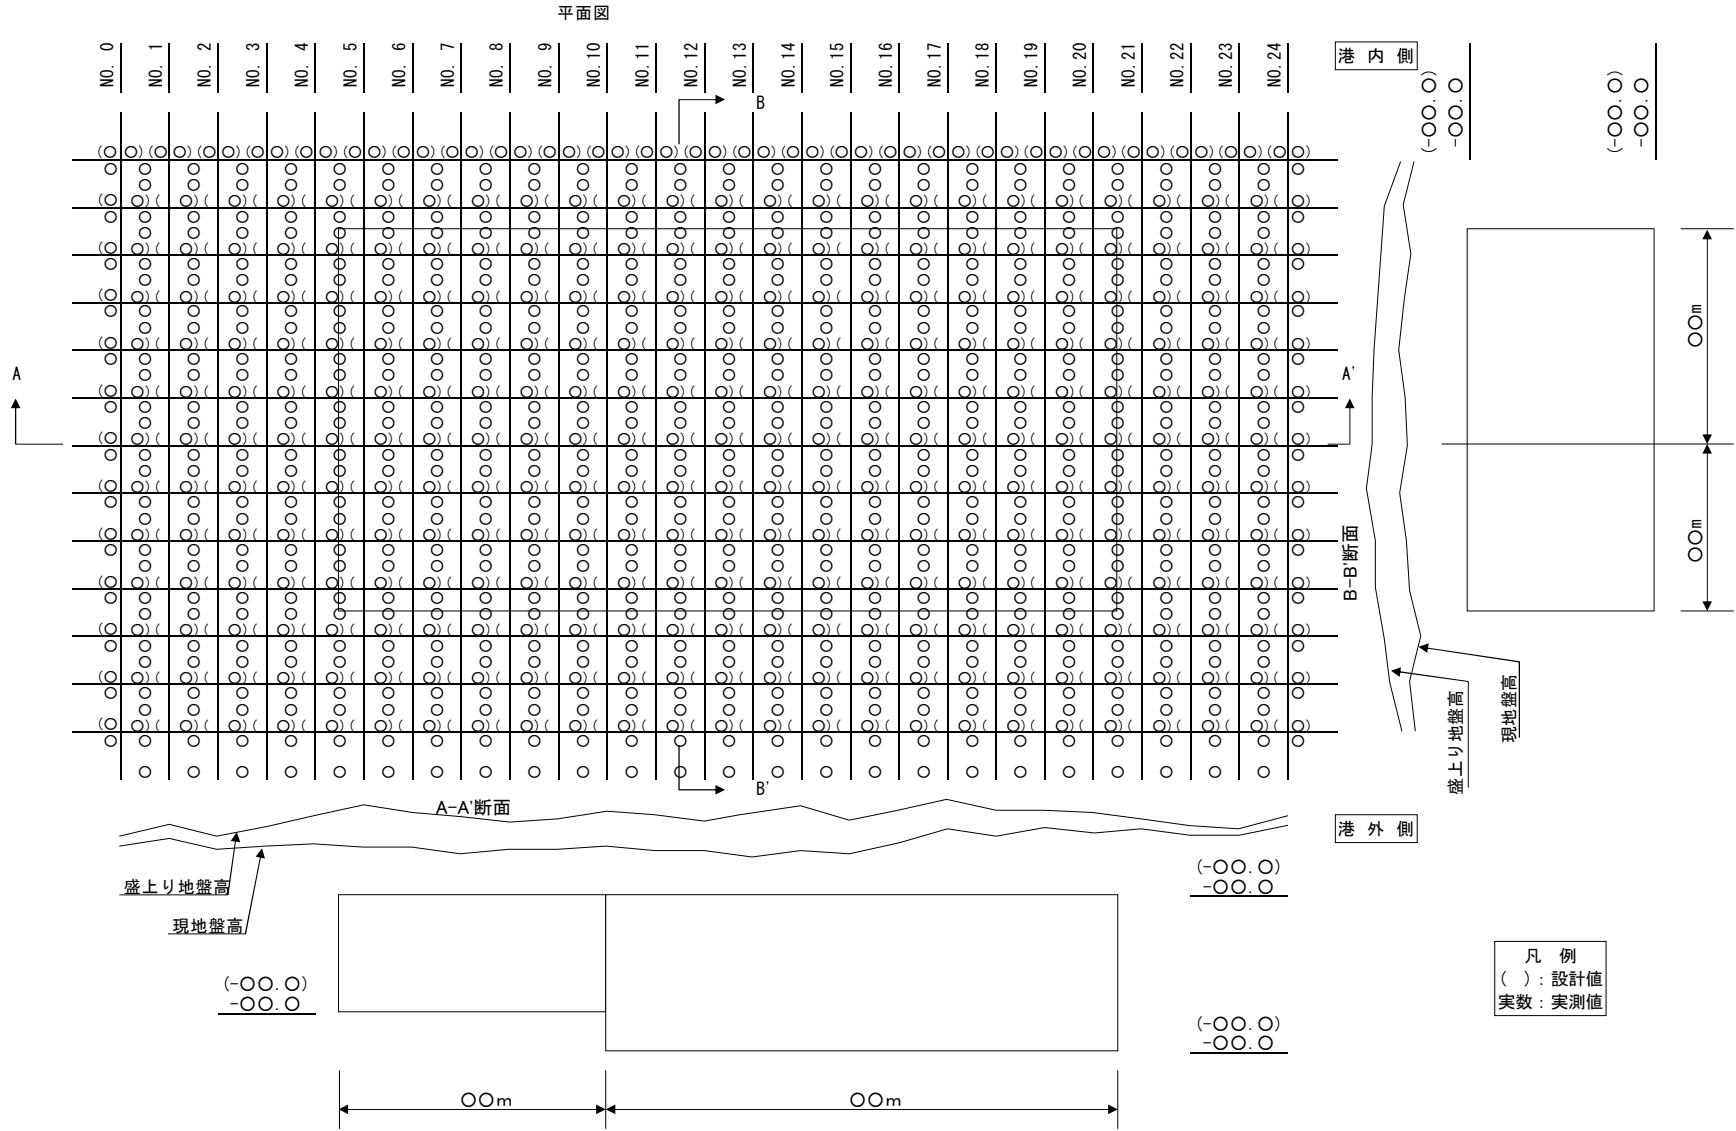 平面図
NO. 0
NO. 1
NO. 2
NO. 3
NO. 4
NO. 5
NO. 6
NO. 7
NO. 8
NO. 9
NO. 10
NO. 11
NO. 12
NO. 13
NO. 14
NO. 15
NO. 16
NO. 17
NO. 18
NO. 19
NO. 20
NO. 21
NO. 22
NO. 23
NO. 24
港 内 側
(-○○.○)
-○○.○
(-○○.○)
-○○.○
B
A
A'
○○m
○○m
B-B'断面
盛上り地盤高
現地盤高
B'
A-A'断面
港 外 側
盛上り地盤高
現地盤高
(-○○.○)
-○○.○
(-○○.○)
-○○.○
(-○○.○)
-○○.○
○○m
○○m
凡 例
( ) : 設計値
実数 : 実測値